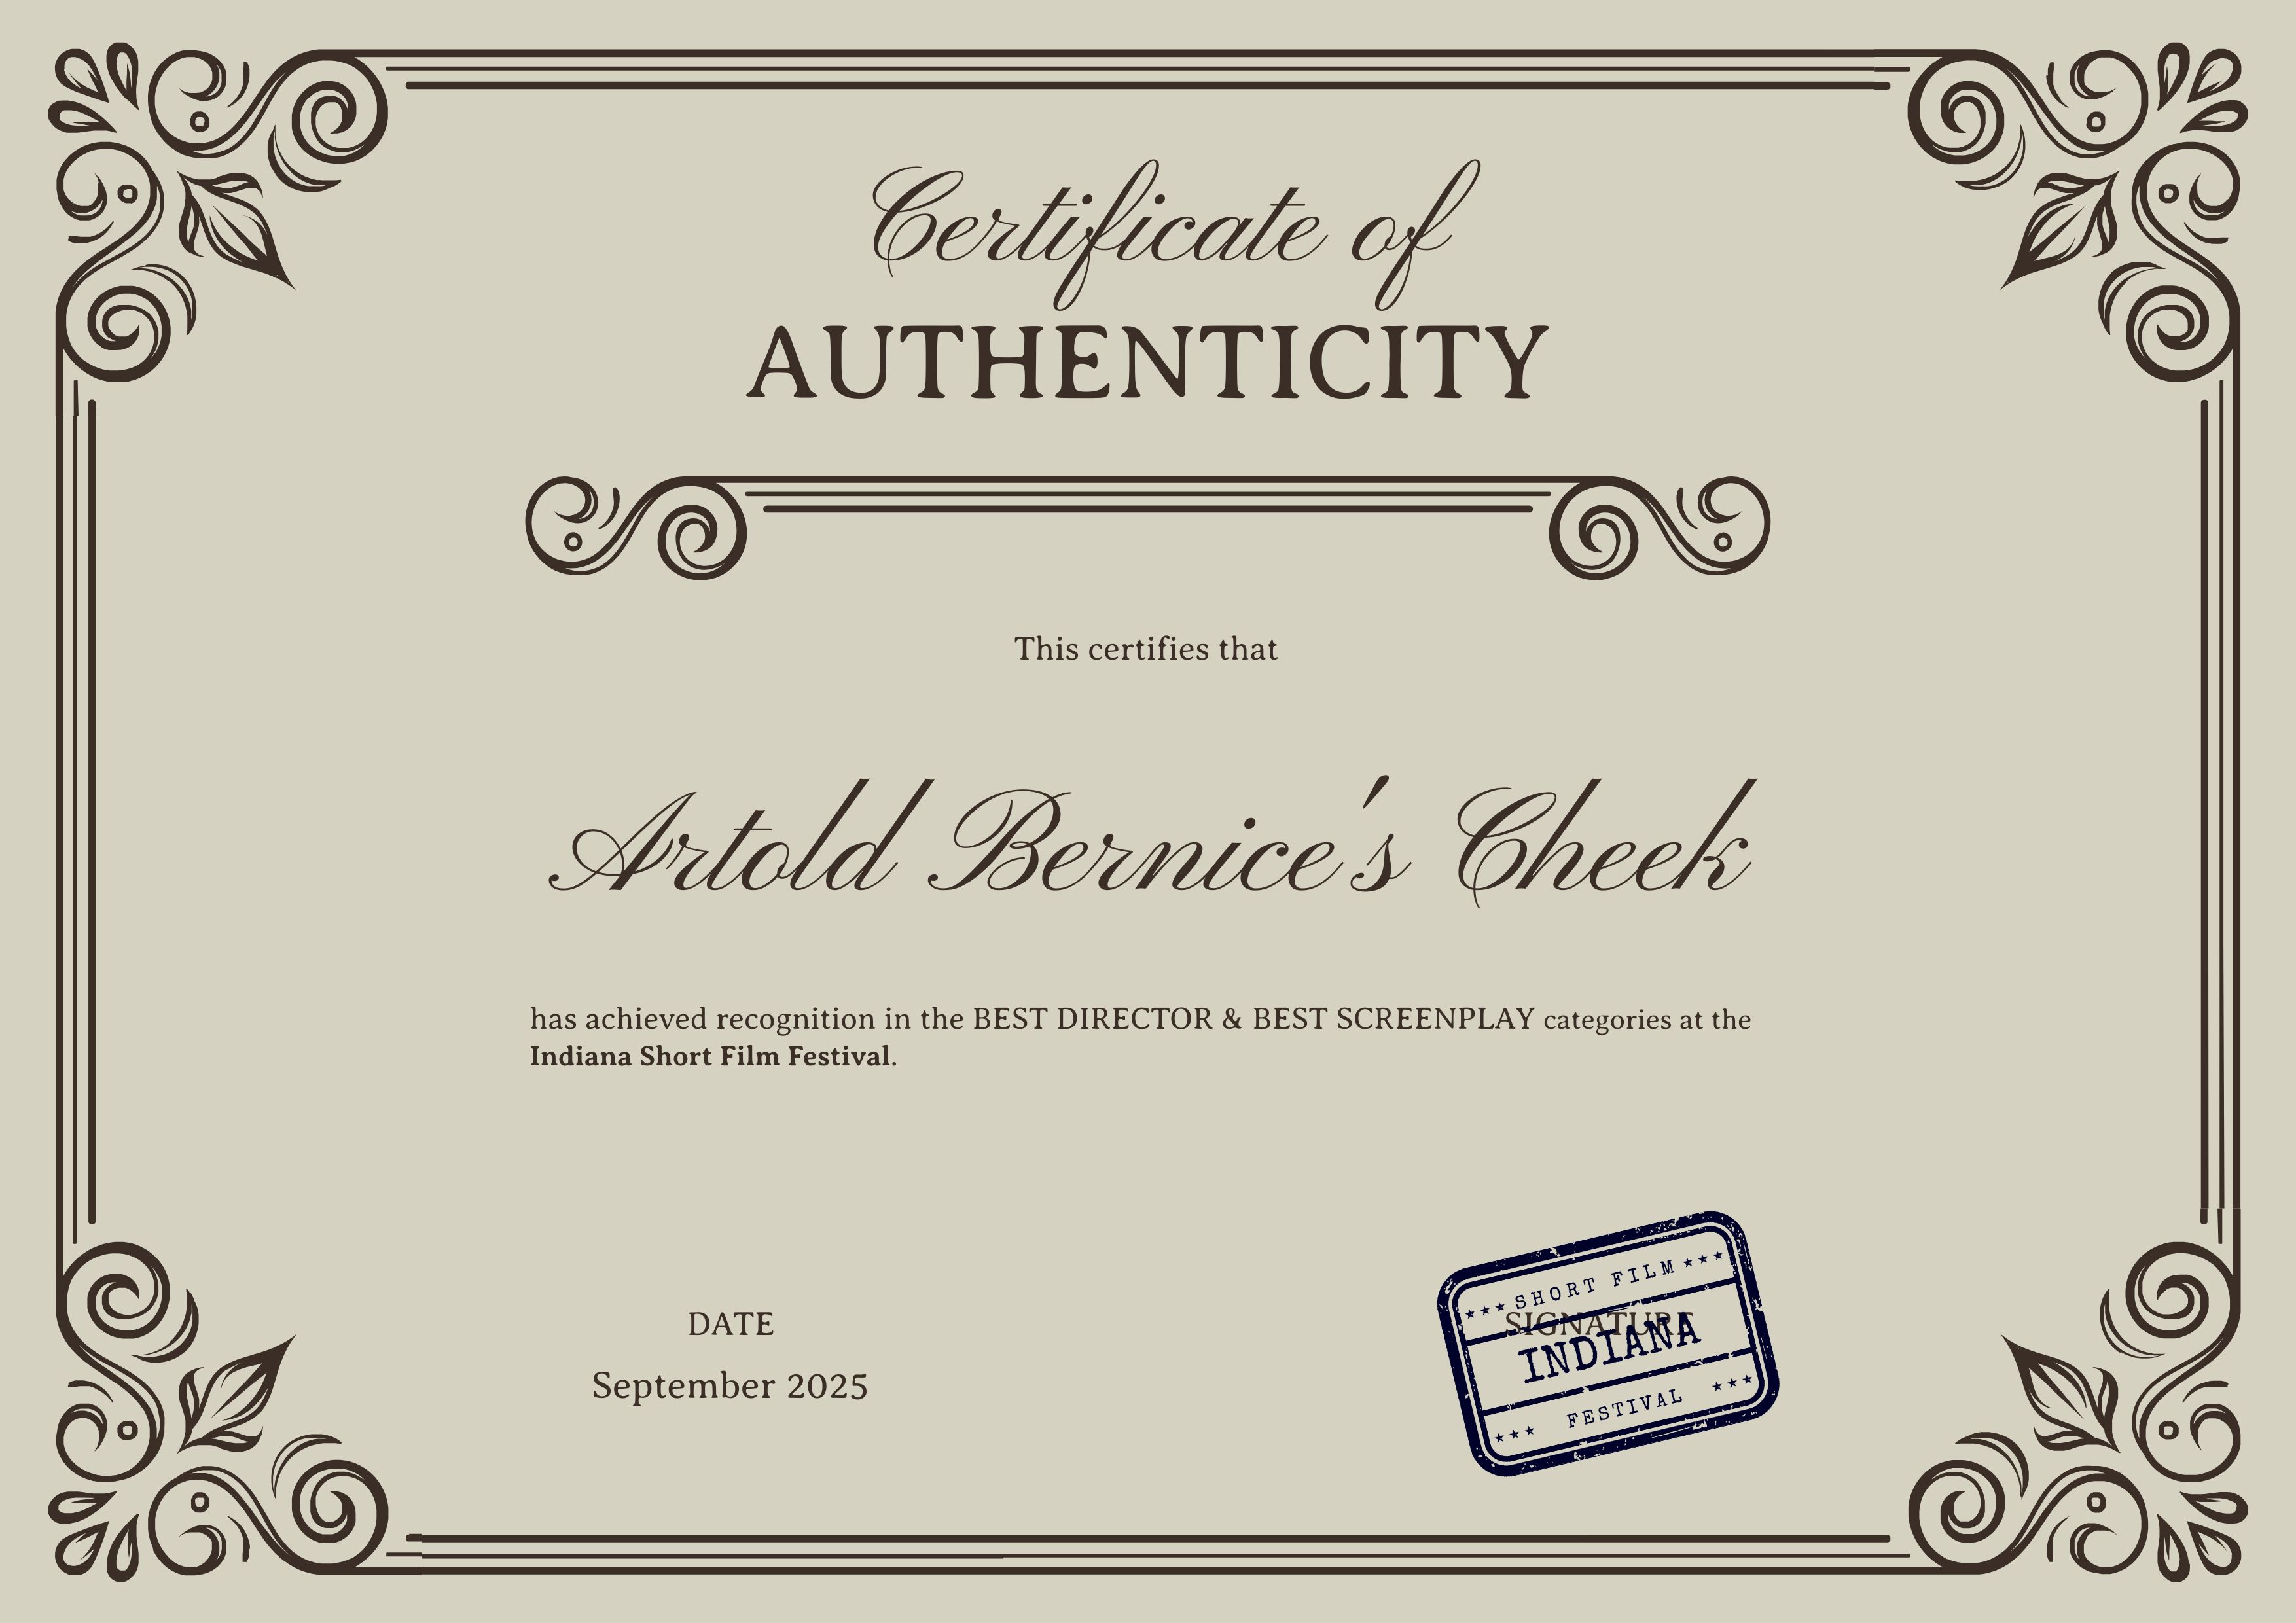 Certificate of
AUTHENTICITY
This certifies that
Artold Bernice's Cheek
has achieved recognition in the BEST DIRECTOR & BEST SCREENPLAY categories at the
Indiana Short Film Festival.
DATE
September 2025
SIGNATURE
★★★ SHORT FILM ★★★
INDIANA
★★★ FESTIVAL ★★★